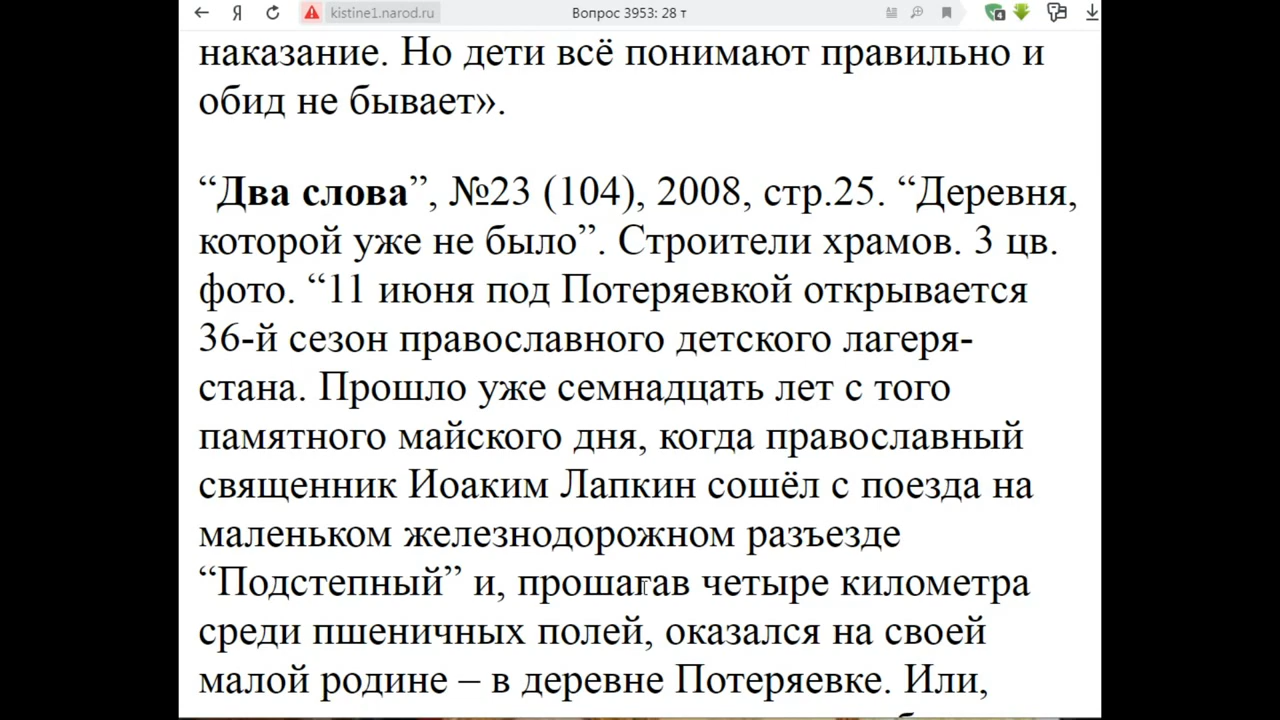 Я
kistine1.narod.ru
Вопрос 3953: 28 т
4
наказание. Но дети всё понимают правильно и
обид не бывает».
“Два слова”, №23 (104), 2008, стр.25. “Деревня,
которой уже не было”. Строители храмов. 3 цв.
фото. “11 июня под Потеряевкой открывается
36-й сезон православного детского лагеря-
стана. Прошло уже семнадцать лет с того
памятного майского дня, когда православный
священник Иоаким Лапкин сошёл с поезда на
маленьком железнодорожном разъезде
“Подстепный” и, прошагав четыре километра
среди пшеничных полей, оказался на своей
малой родине – в деревне Потеряевке. Или,